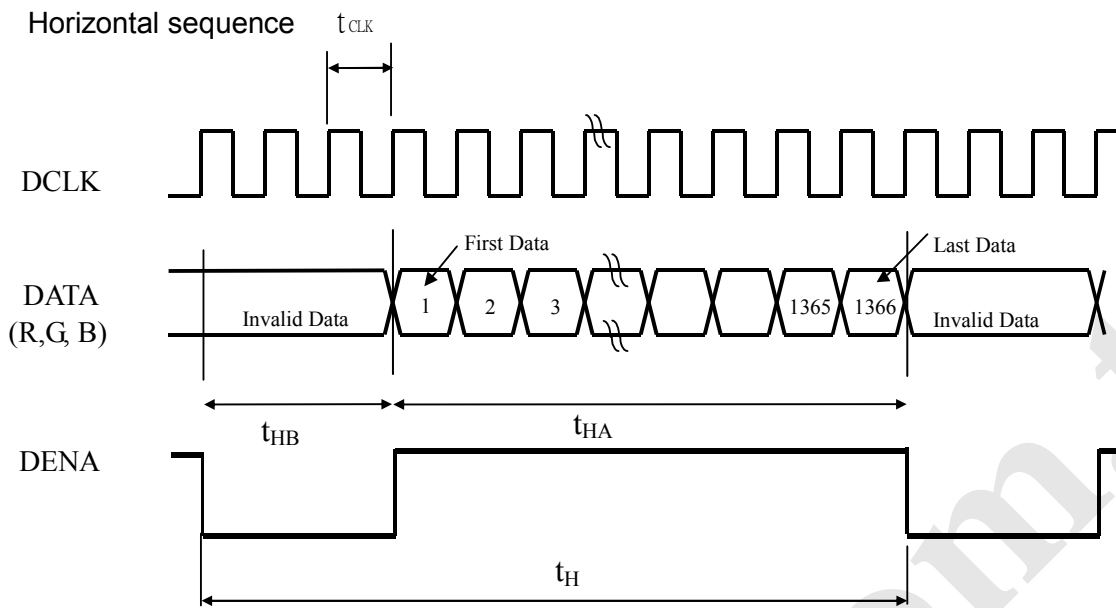 Horizontal sequence
tCLK
DCLK
First Data
Last Data
DATA
(R,G, B)
Invalid Data
1
2
3
1365
1366
Invalid Data
tHB
tHA
DENA
tH